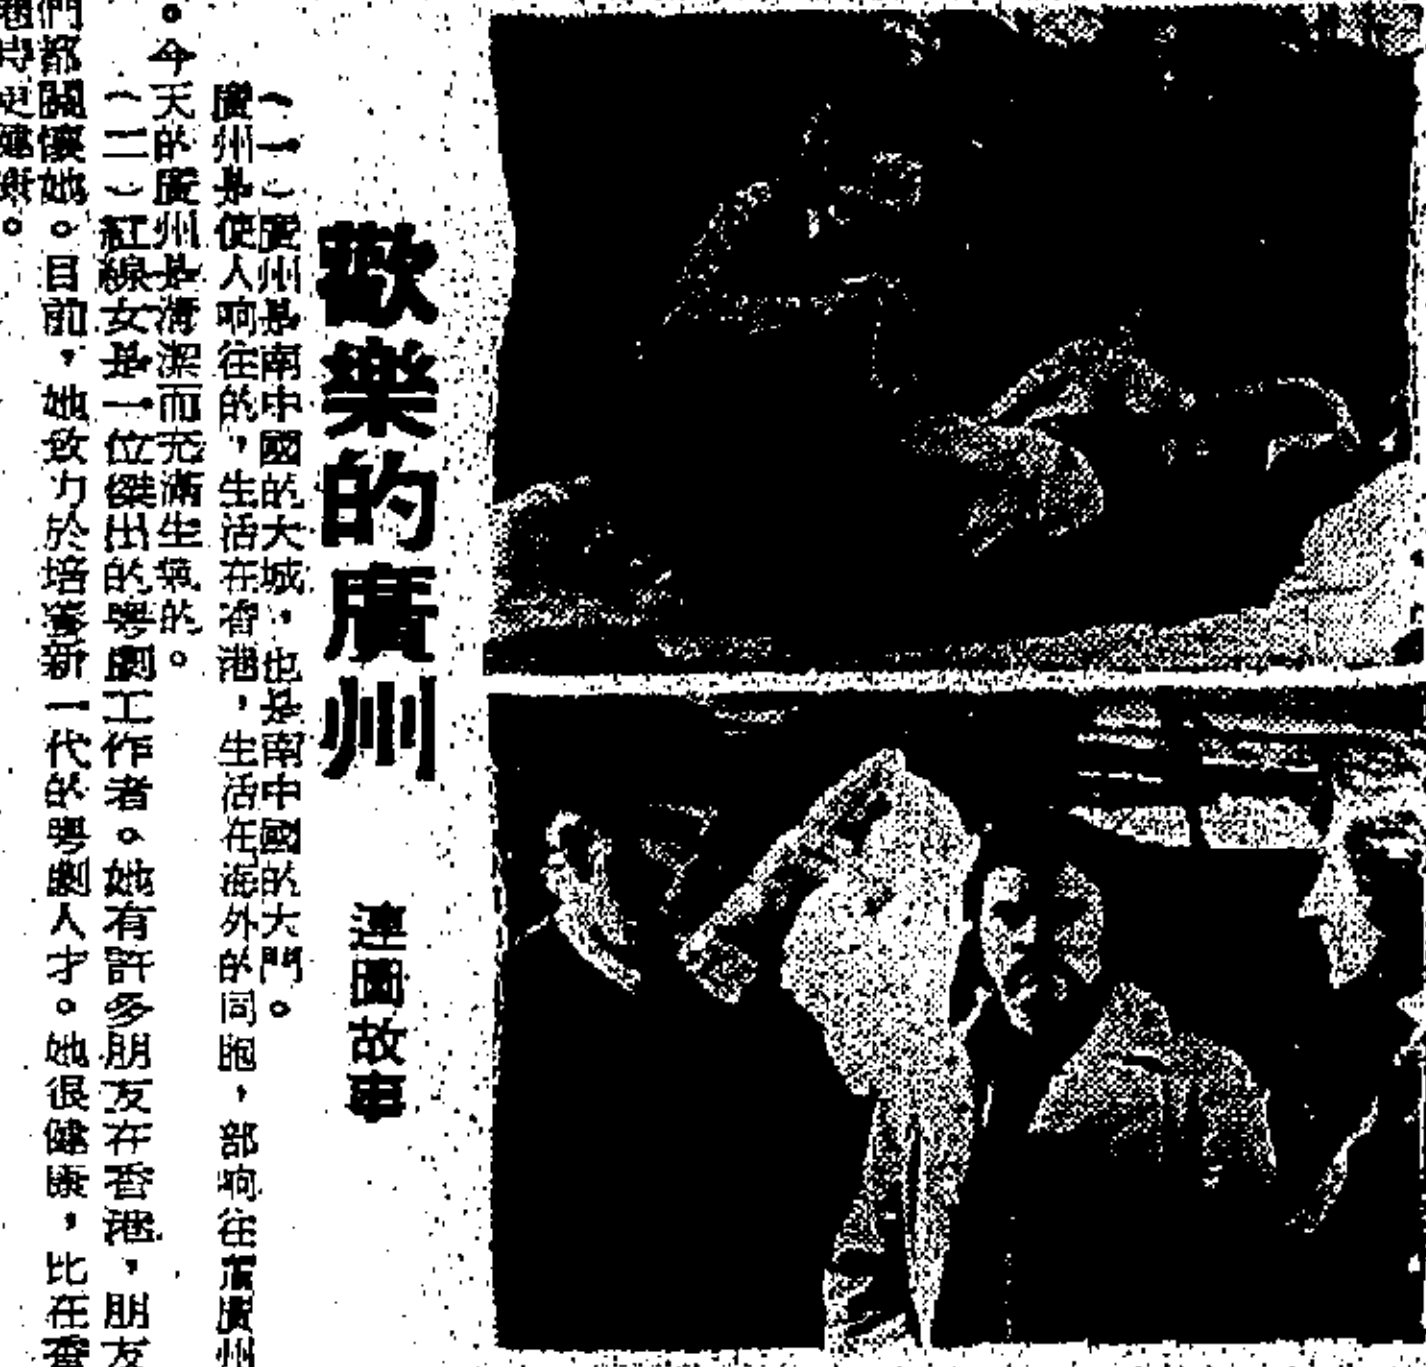 歡樂的廣州
連圖故事
（一）廣州是南中國的大城，也是南中國的大門。
廣州是使人响往的，生活在香港，生活在海外的同胞，部响往着廣州
。今天的廣州是清潔而充滿生氣的。
（二）紅線女是一位傑出的粵劇工作者。她有許多朋友在香港，朋友
們都關懷她。目前，她致力於培養新一代的粵劇人才。她很健康，比在香
港時更健康。